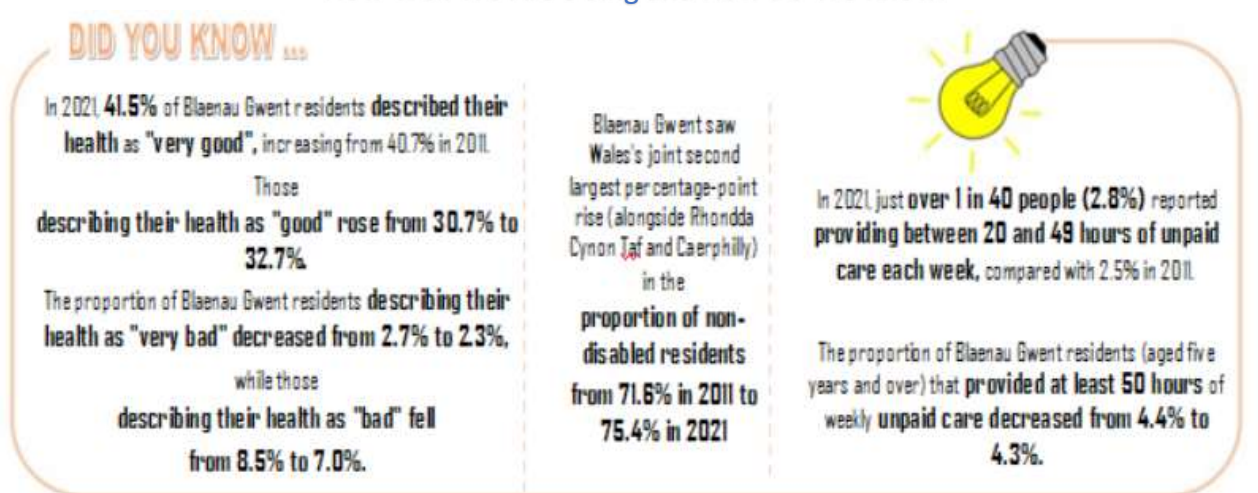 DID YOU KNOW ...
In 2021, 41.5% of Blaenau Gwent residents described their
health as "very good", increasing from 40.7% in 2011.
Those
describing their health as "good" rose from 30.7% to
32.7%.
The proportion of Blaenau Gwent residents describing their
health as "very bad" decreased from 2.7% to 2.3%,
while those
describing their health as "bad" fell
from 8.5% to 7.0%.
Blaenau Gwent saw
Wales's joint second
largest percentage-point
rise (alongside Rhondda
Cynon Taf and Caerphilly)
in the
proportion of non-
disabled residents
from 71.6% in 2011 to
75.4% in 2021
In 2021, just over 1 in 40 people (2.8%) reported
providing between 20 and 49 hours of unpaid
care each week, compared with 2.5% in 2011.
The proportion of Blaenau Gwent residents (aged five
years and over) that provided at least 50 hours of
weekly unpaid care decreased from 4.4% to
4.3%.